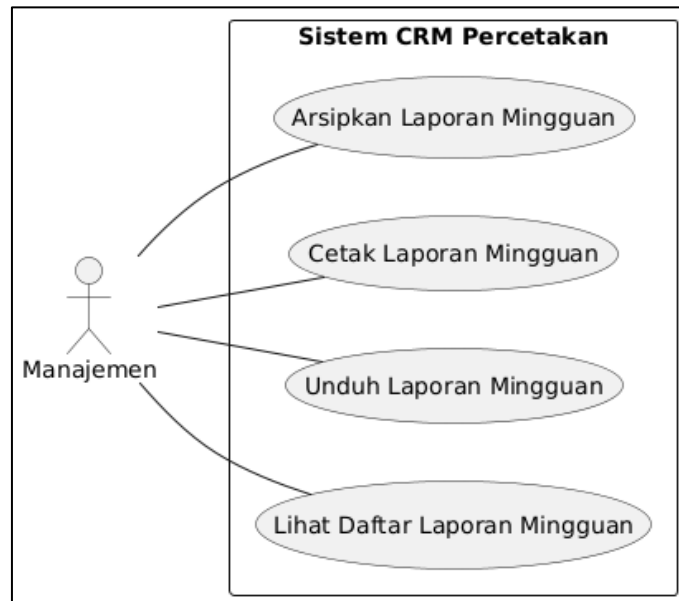 Sistem CRM Percetakan
Arsipkan Laporan Mingguan
Cetak Laporan Mingguan
Manajemen
Unduh Laporan Mingguan
Lihat Daftar Laporan Mingguan